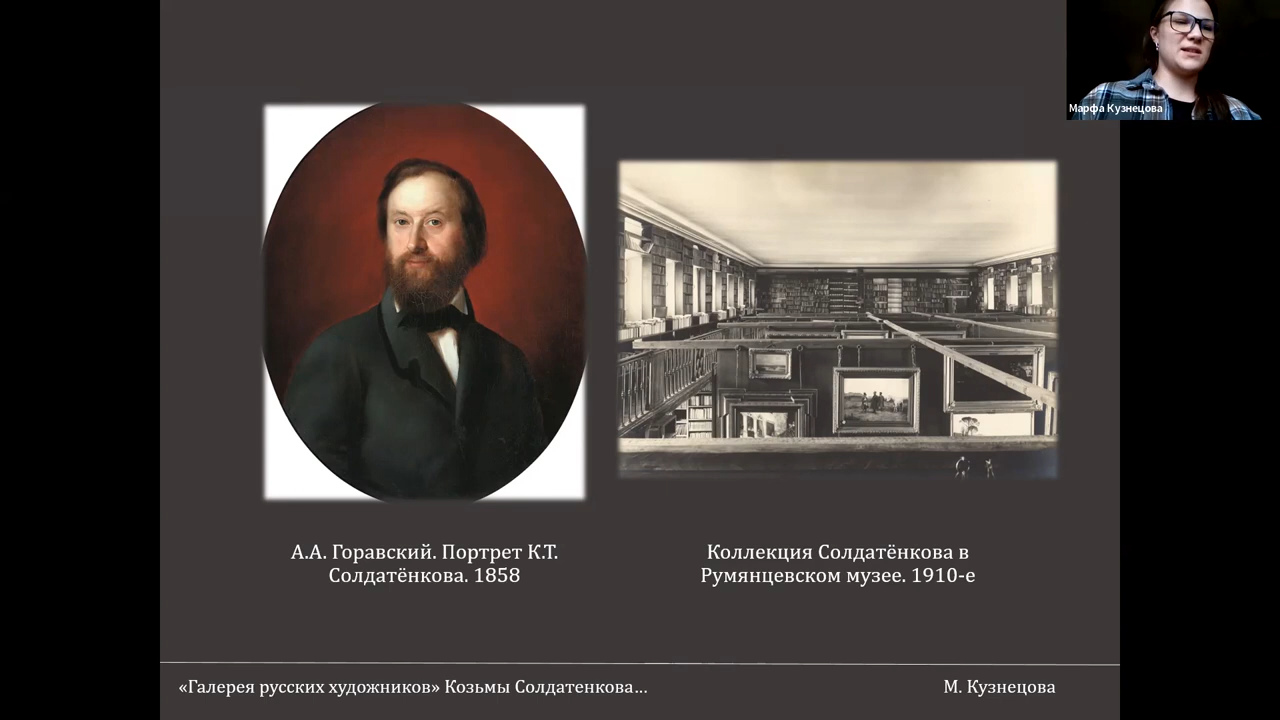 Марфа Кузнецова
А.А. Горавский. Портрет К.Т.
Солдатёнкова. 1858
Коллекция Солдатёнкова в
Румянцевском музее. 1910-е
«Галерея русских художников» Козьмы Солдатенкова...
М. Кузнецова